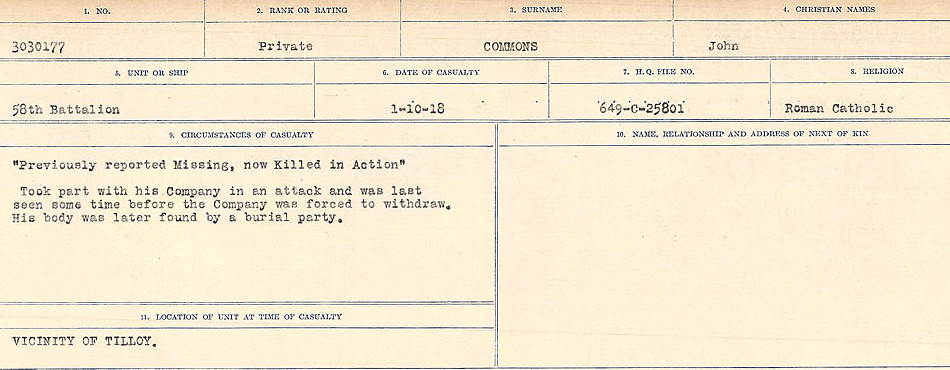 1. NO. 2. RANK OR RATING 3. SURNAME 4. CHRISTIAN NAMES
3030177 Private COMMONS John
5. UNIT OR SHIP 6. DATE OF CASUALTY 7. H. Q. FILE NO. 8. RELIGION
58th Battalion 1-10-18 649-C-25801 Roman Catholic
9. CIRCUMSTANCES OF CASUALTY
"Previously reported Missing, now Killed in Action"
Took part with his Company in an attack and was last
seen some time before the Company was forced to withdraw.
His body was later found by a burial party.
10. NAME, RELATIONSHIP AND ADDRESS OF NEXT OF KIN
11. LOCATION OF UNIT AT TIME OF CASUALTY
VICINITY OF TILLOY.